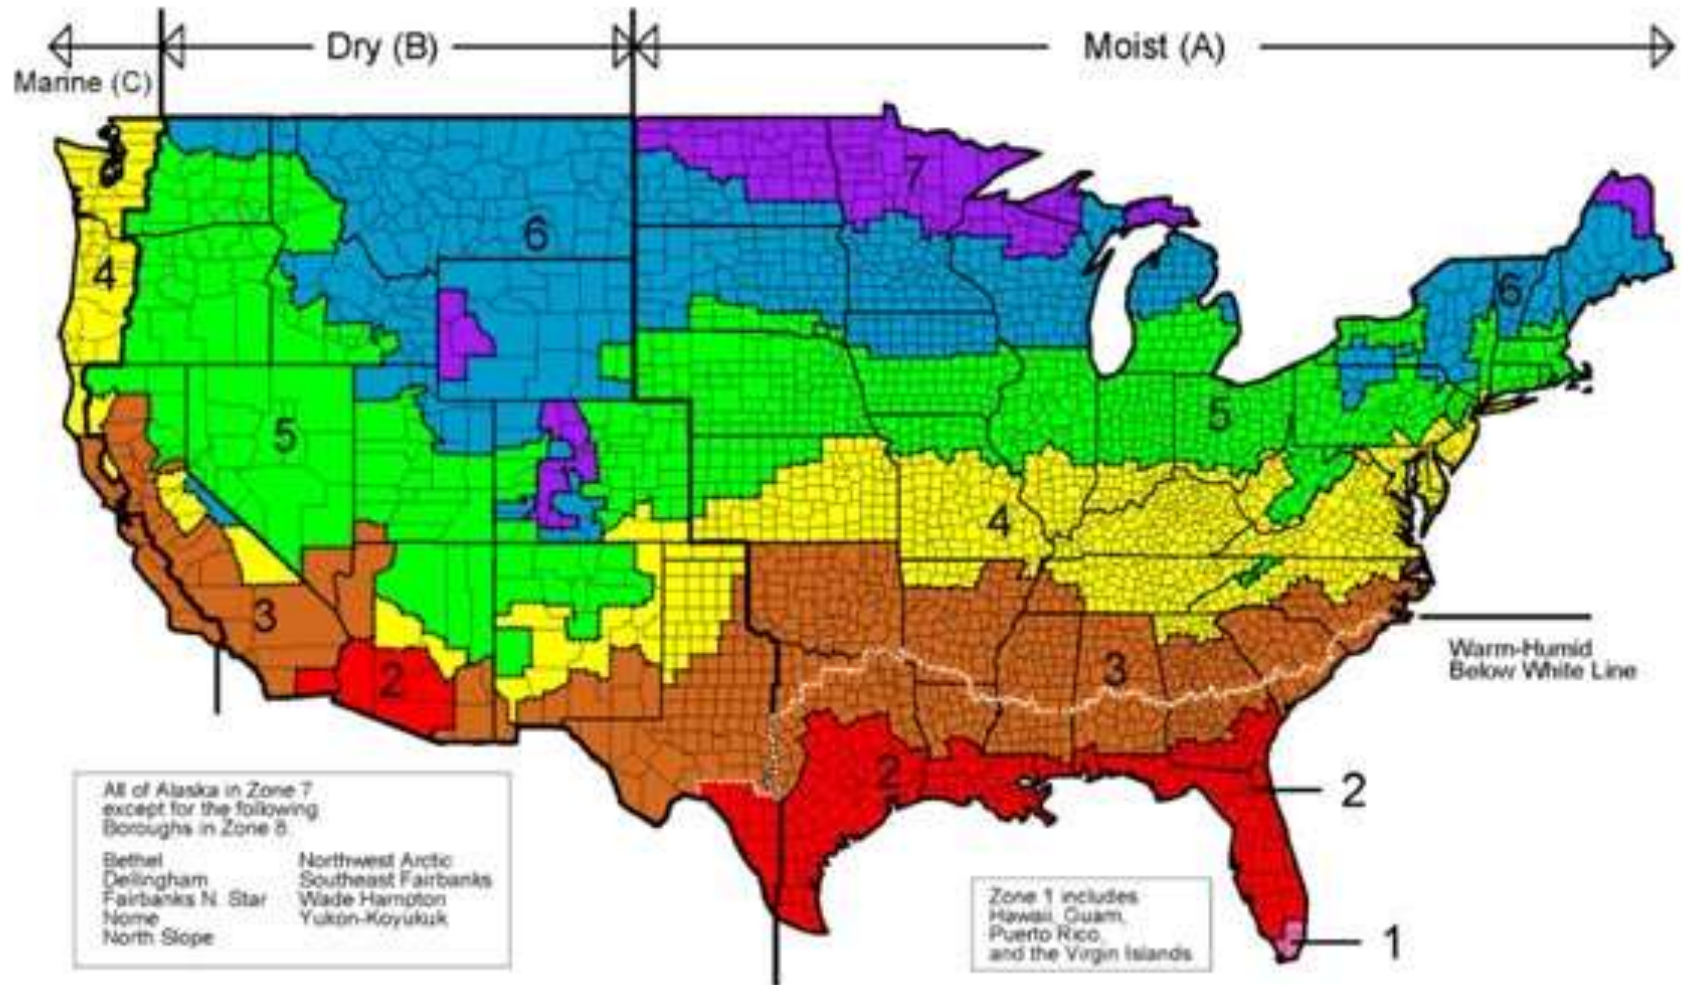 Dry (B)
Moist (A)
Marine (C)
7
6
4
6
5
5
4
3
3
2
2
Warm-Humid
Below White Line
2
1
All of Alaska in Zone 7
except for the following
Boroughs in Zone 8
Bethel
Dellingham
Fairbanks N. Star
Nome
North Slope
Northwest Arctic
Southeast Fairbanks
Wade Hampton
Yukon-Koyukuk
Zone 1 includes
Hawaii, Guam,
Puerto Rico,
and the Virgin Islands